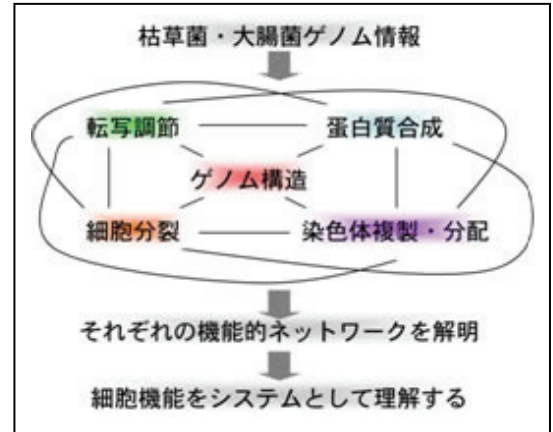 枯草菌・大腸菌ゲノム情報
転写調節
蛋白質合成
ゲノム構造
細胞分裂
染色体複製・分配
それぞれの機能的ネットワークを解明
細胞機能をシステムとして理解する